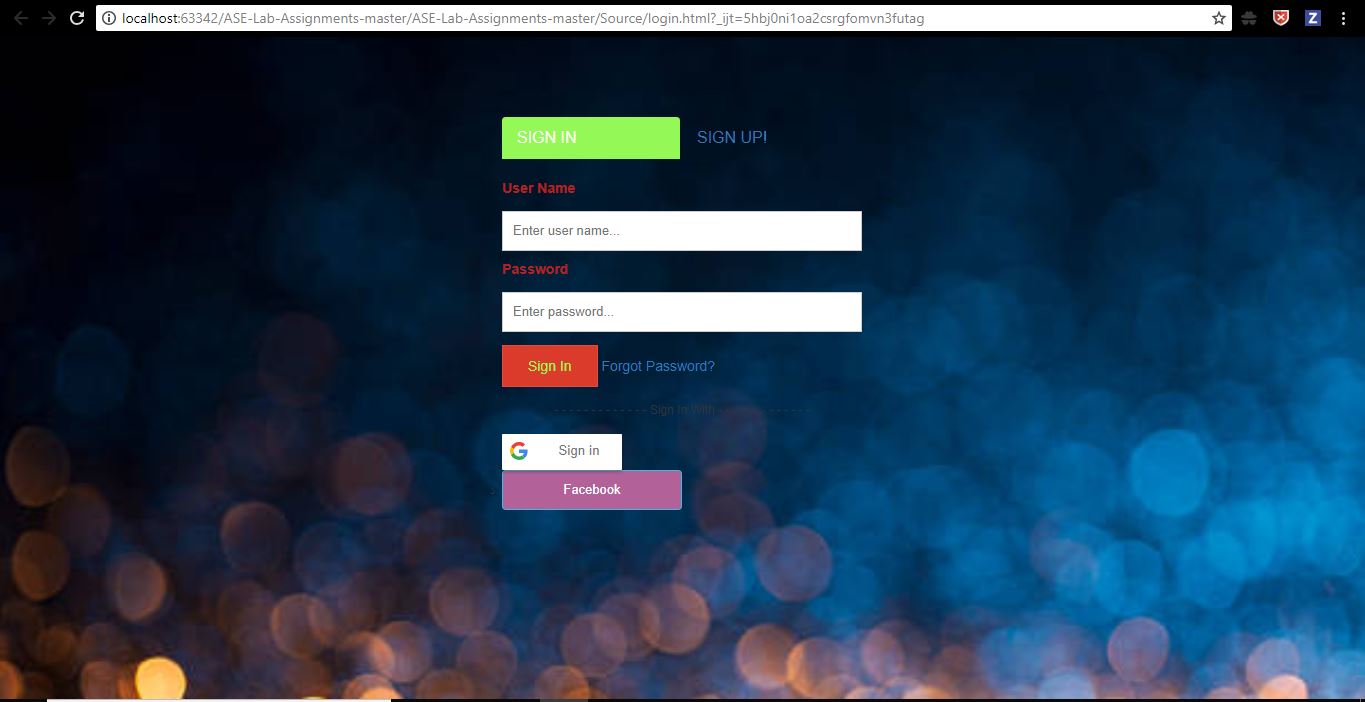 localhost:63342/ASE-Lab-Assignments-master/ASE-Lab-Assignments-master/Source/login.html?_ijt=5hbj0ni1oa2csrgfomvn3futag
Z
SIGN IN SIGN UP!
User Name
Enter user name...
Password
Enter password...
Sign In Forgot Password?
- - - - - - - - - - - - - Sign In With - - - - - - - - - - - - -
Sign in
Facebook